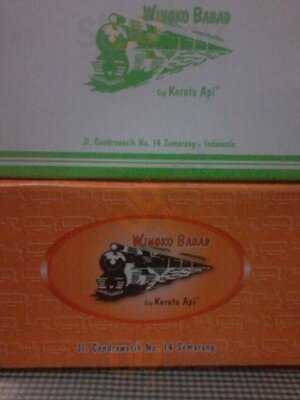 WINGKO BABAD
Cap Kereta Api®
Jl. Cendrawasih No. 14 Semarang - Indonesia
WINGKO BABAD
Cap Kereta Api®
Jl. Cendrawasih No. 14 Semarang